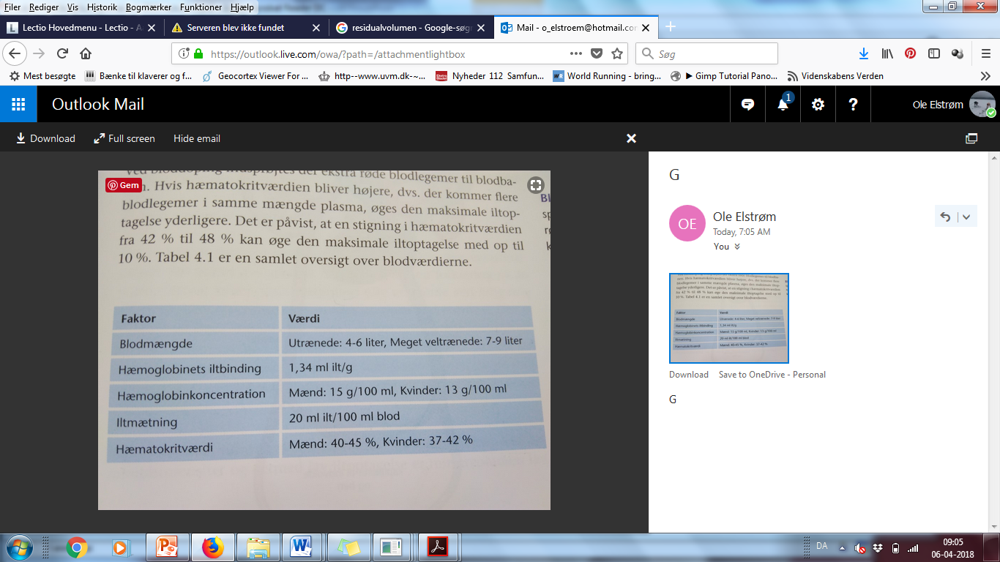 Filer Rediger Vis Historik Bogmærker Funktioner Hjælp
Lectio Hovedmenu - Lectio - A
Serveren blev ikke fundet
residualvolumen - Google-søg
Mail - o_elstroem@hotmail.co
https://outlook.live.com/owa/?path=/attachmentlightbox
Søg
Mest besøgte Bænke til klaverer og f... Geocortex Viewer For ... http--www.uvm.dk-~... Nyheder 112 Samfun... World Running - bring... Gimp Tutorial Pano... Videnskabens Verden
Outlook Mail
1
Ole Elstrøm
Download Full screen Hide email
Gem
Ved bloddoping indsprøjtes der ekstra røde blodlegemer til blodba-
n. Hvis hæmatokritværdien bliver højere, dvs. der kommer flere
blodlegemer i samme mængde plasma, øges den maksimale iltop-
tagelse yderligere. Det er påvist, at en stigning i hæmatokritværdien
fra 42 % til 48 % kan øge den maksimale iltoptagelse med op til
10 %. Tabel 4.1 er en samlet oversigt over blodværdierne.
Faktor Værdi
Blodmængde Utrænede: 4-6 liter, Meget veltrænede: 7-9 liter
Hæmoglobinets iltbinding 1,34 ml ilt/g
Hæmoglobinkoncentration Mænd: 15 g/100 ml, Kvinder: 13 g/100 ml
Iltmætning 20 ml ilt/100 ml blod
Hæmatokritværdi Mænd: 40-45 %, Kvinder: 37-42 %
G
OE
Ole Elstrøm
Today, 7:05 AM
You
Download Save to OneDrive - Personal
G
DA
09:05
06-04-2018